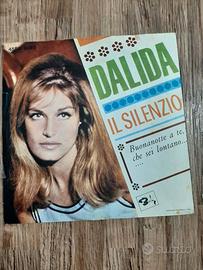 DALIDA
IL SILENZIO
Buonanotte a te,
che sei lontano...
....
subito